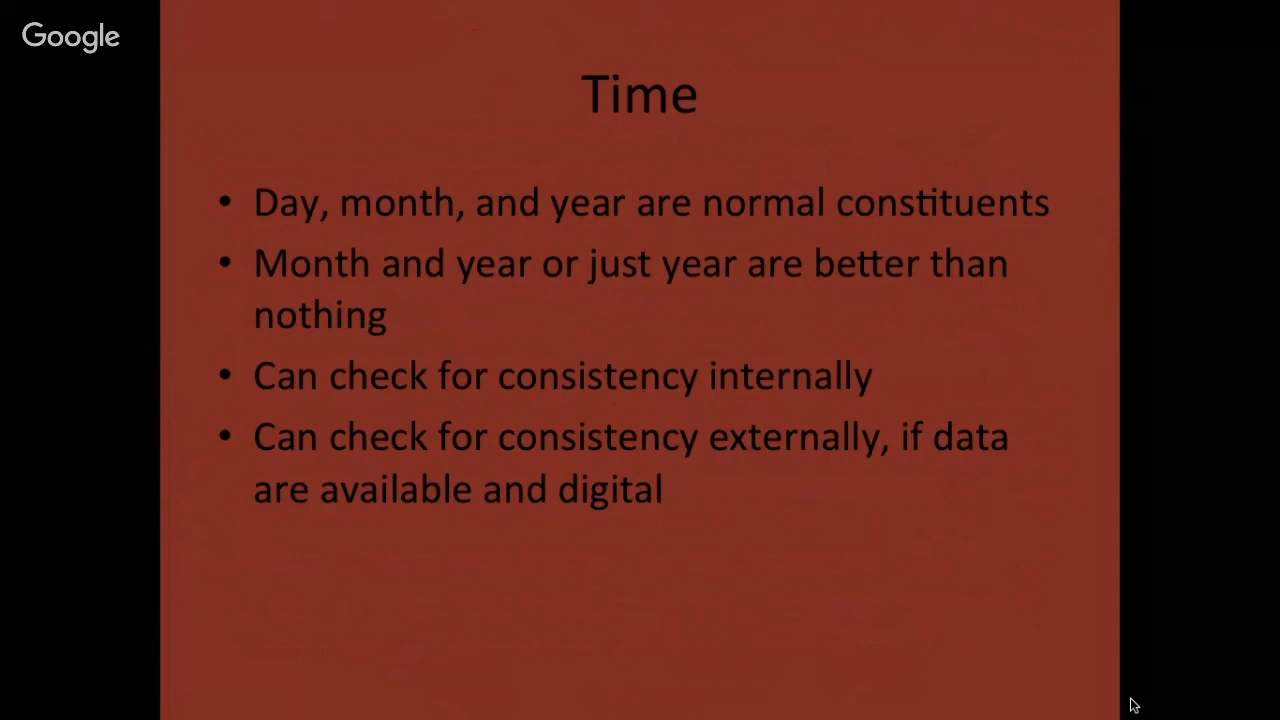 Google
Time
• Day, month, and year are normal constituents
• Month and year or just year are better than
nothing
• Can check for consistency internally
• Can check for consistency externally, if data
are available and digital